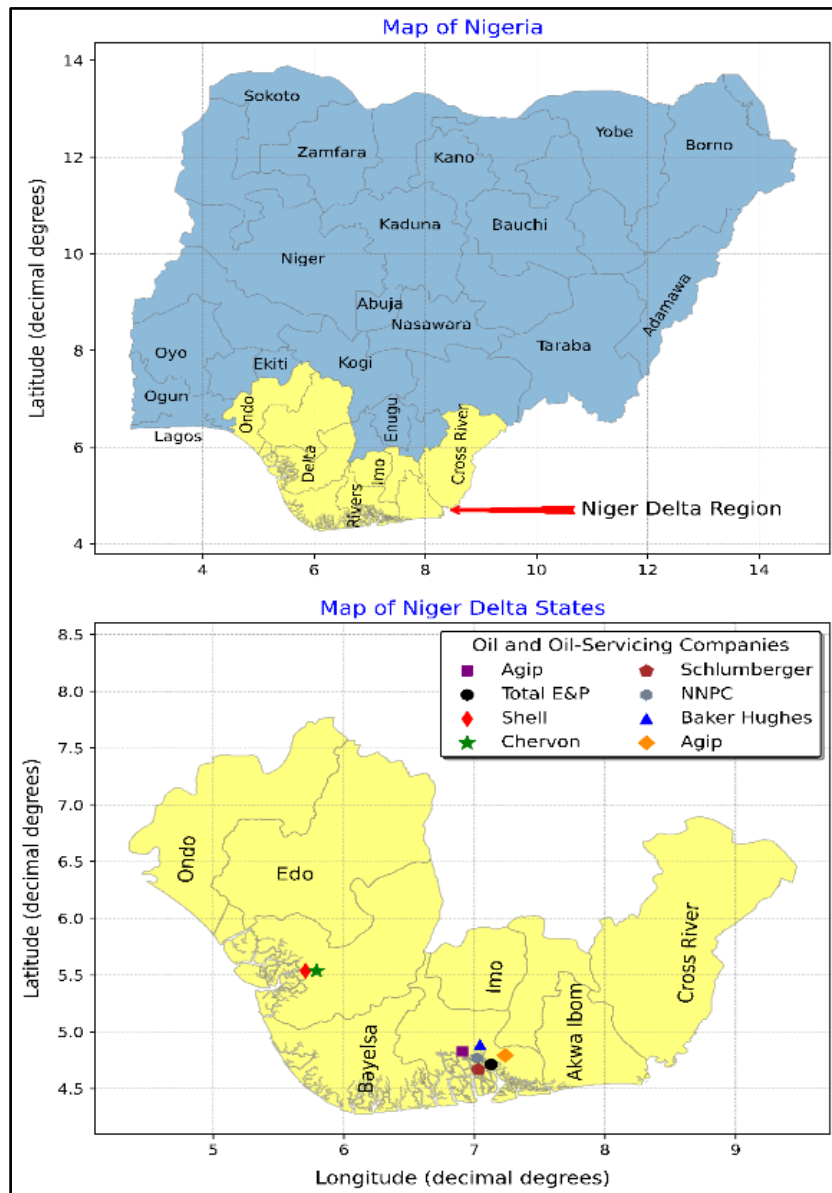 Map of Nigeria
14
12
10
8
6
4
Latitude (decimal degrees)
Sokoto
Zamfara
Kano
Yobe
Borno
Kaduna
Bauchi
Niger
Abuja
Nasawara
Adamawa
Oyo
Ekiti
Kogi
Taraba
Ogun
Lagos
Ondo
Delta
Enugu
Imo
Rivers
Cross River
Niger Delta Region
4 6 8 10 12 14
Map of Niger Delta States
8.5
8.0
7.5
7.0
6.5
6.0
5.5
5.0
4.5
Latitude (decimal degrees)
Oil and Oil-Servicing Companies
Agip Schlumberger
Total E&P NNPC
Shell Baker Hughes
Chervon Agip
Ondo
Edo
Imo
Cross River
Bayelsa
Akwa Ibom
5 6 7 8 9
Longitude (decimal degrees)